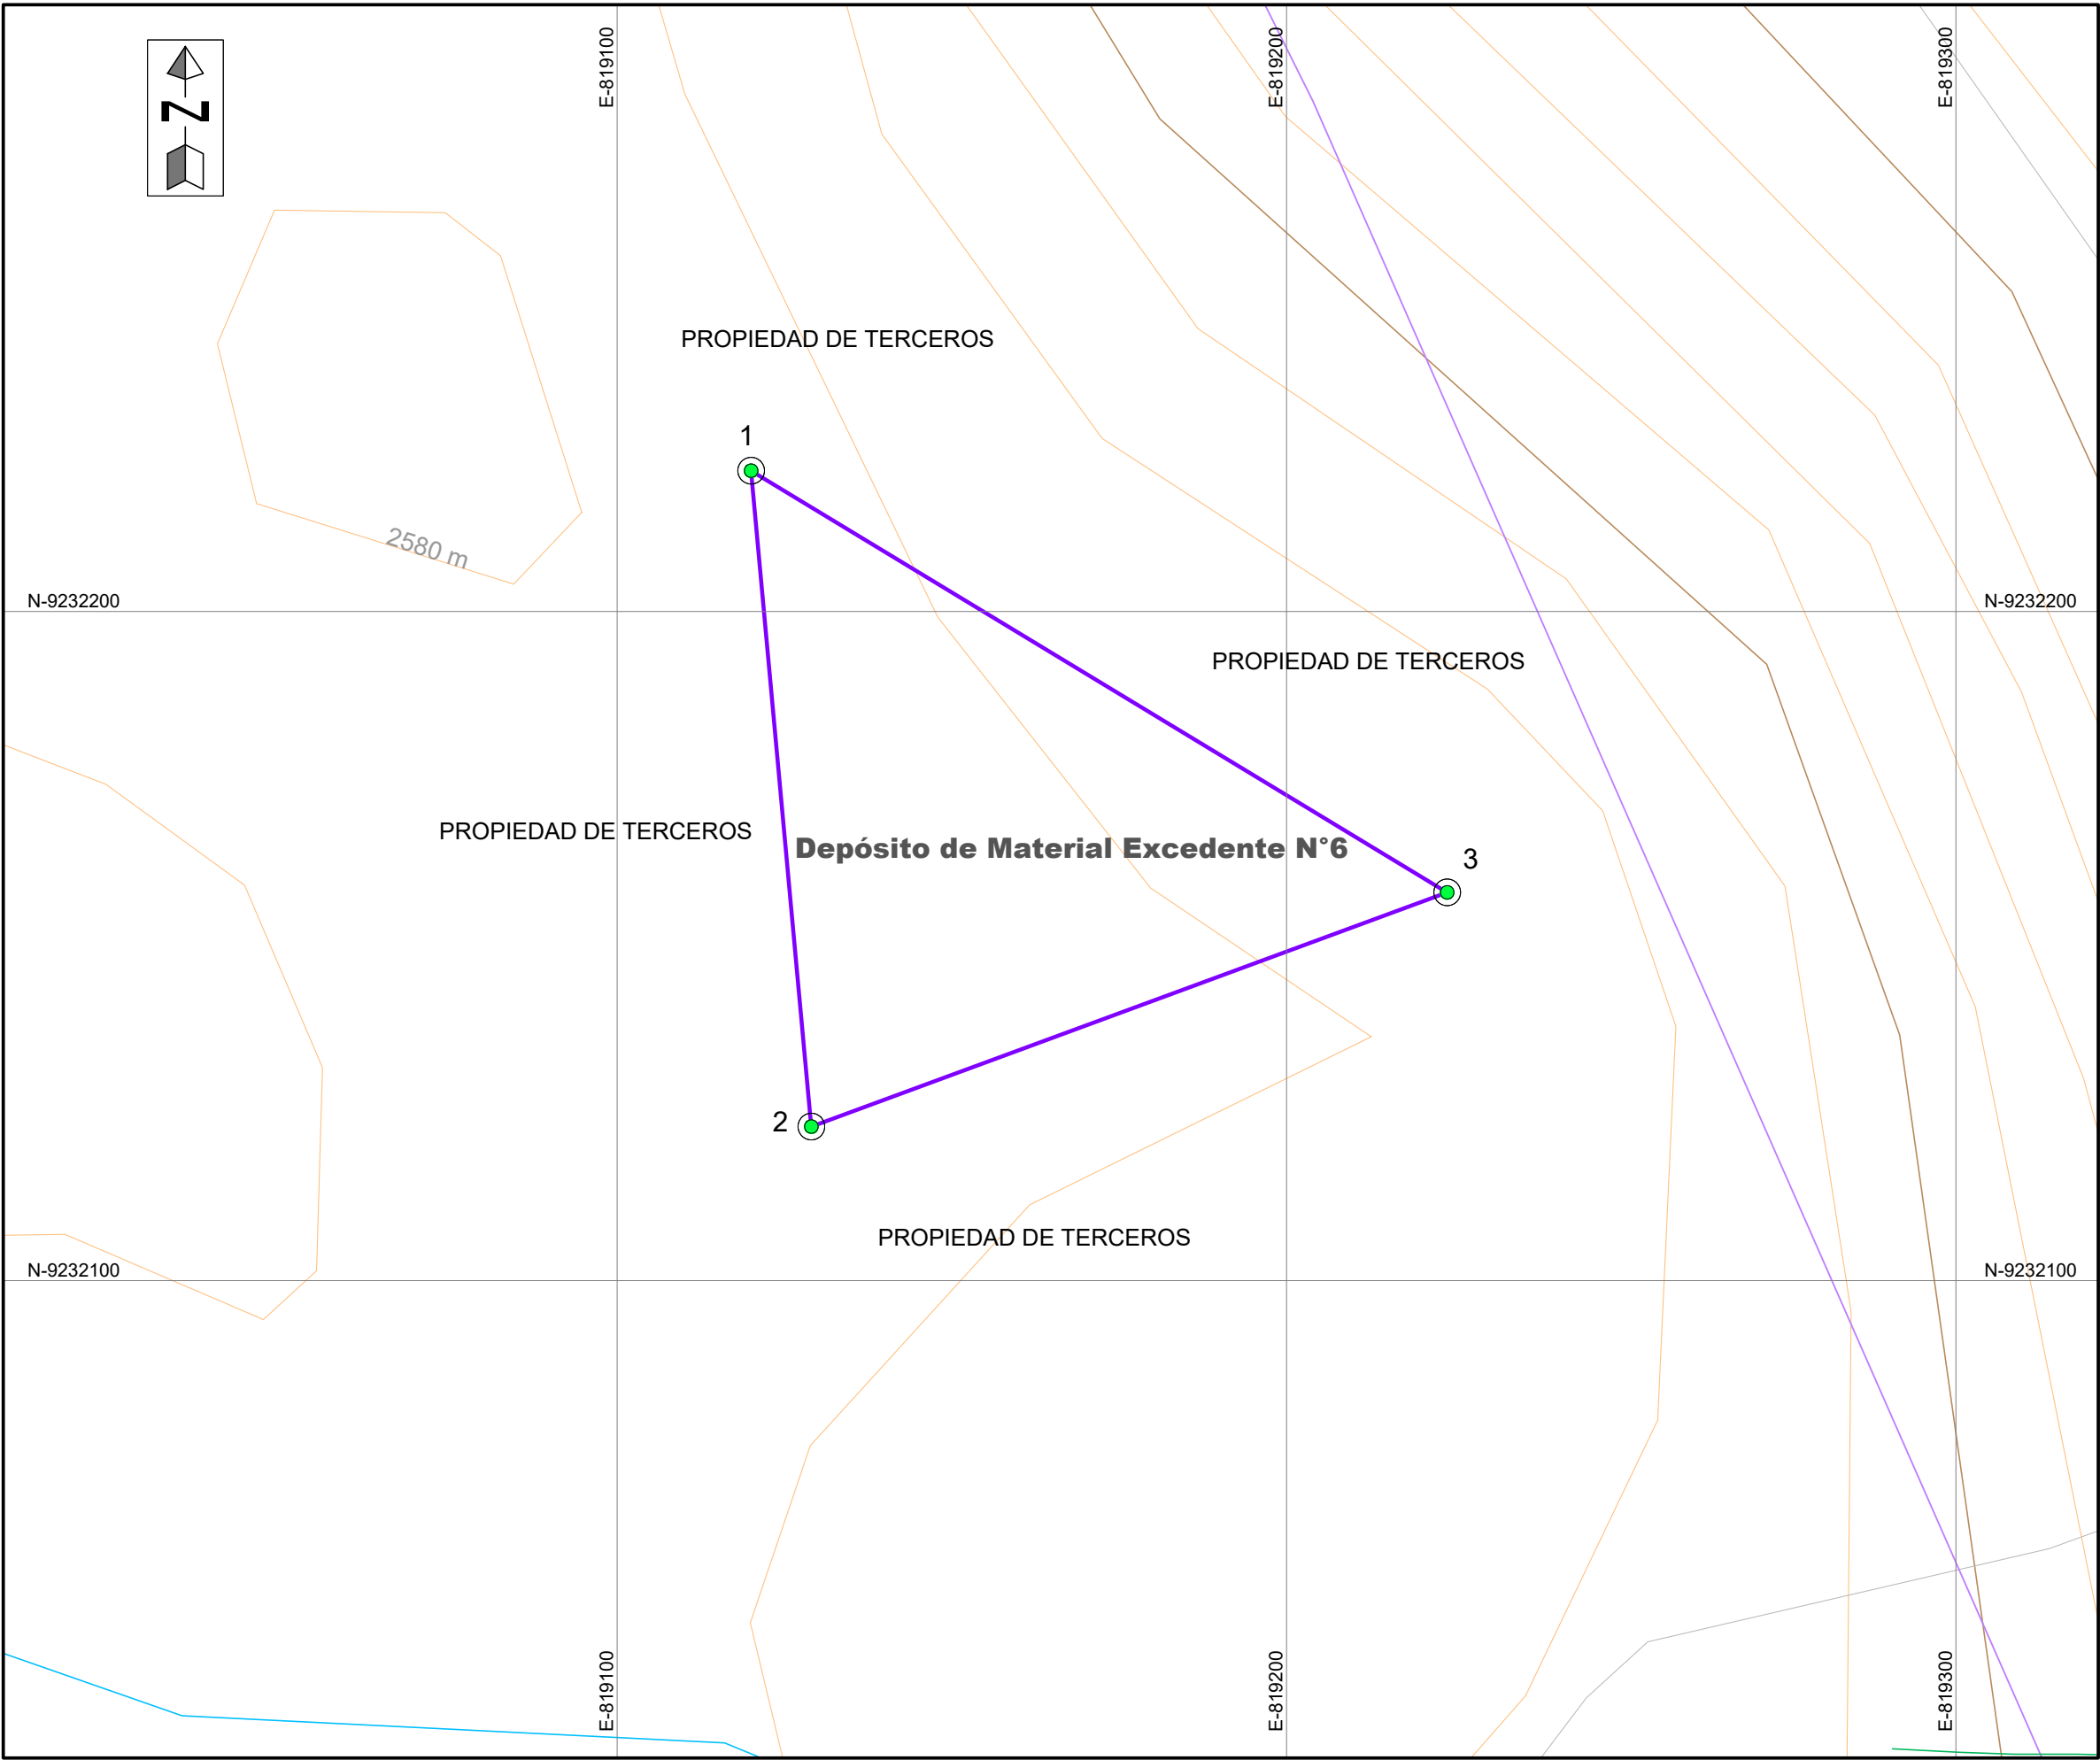 E-819100
E-819200
E-819300
N
PROPIEDAD DE TERCEROS
1
2580 m
N-9232200
N-9232200
PROPIEDAD DE TERCEROS
PROPIEDAD DE TERCEROS
Depósito de Material Excedente N°6
3
2
PROPIEDAD DE TERCEROS
N-9232100
N-9232100
E-819100
E-819200
E-819300